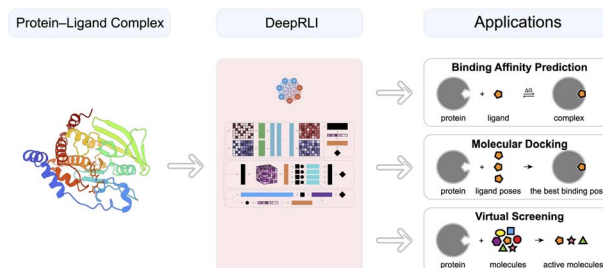 Protein–Ligand Complex
DeepRLI
Applications
Binding Affinity Prediction
+
ΔG
protein
ligand
complex
Molecular Docking
+
protein
ligand poses
the best binding pos
Virtual Screening
+
protein
molecules
active molecules